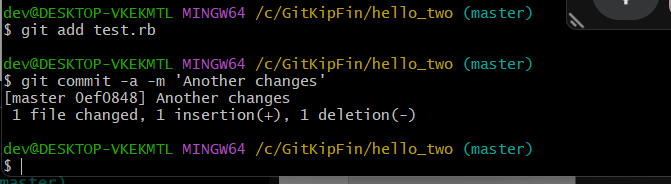 dev@DESKTOP-VKEKMTL MINGW64 /c/GitKipFin/hello_two (master)
$ git add test.rb
dev@DESKTOP-VKEKMTL MINGW64 /c/GitKipFin/hello_two (master)
$ git commit -a -m 'Another changes'
[master 0ef0848] Another changes
 1 file changed, 1 insertion(+), 1 deletion(-)
dev@DESKTOP-VKEKMTL MINGW64 /c/GitKipFin/hello_two (master)
$